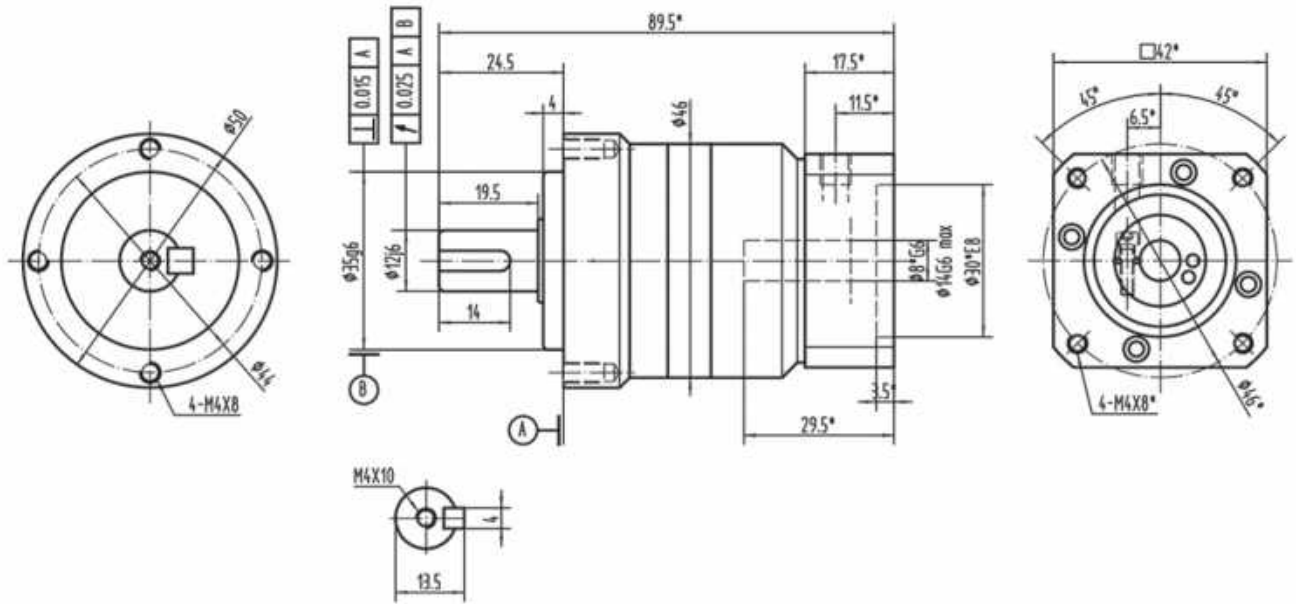 ø50
ø44
4-M4X8
⊥ 0.015 A
↗ 0.025 A B
89.5*
24.5
17.5*
4
11.5*
ø46
19.5
ø35g6
ø12j6
14
ø8*G6
ø14G6 max
ø30*E8
3.5*
29.5*
B
A
□42*
45°
45°
6.5*
ø46*
4-M4X8*
M4X10
4
13.5